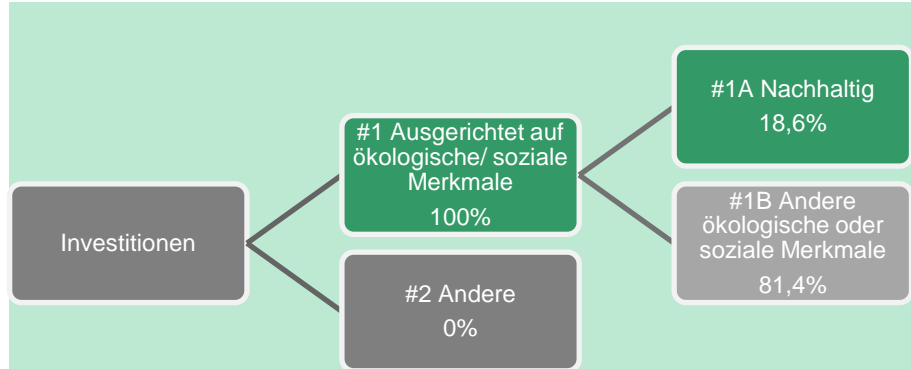 Investitionen
#1 Ausgerichtet auf
ökologische/ soziale
Merkmale
100%
#2 Andere
0%
#1A Nachhaltig
18,6%
#1B Andere
ökologische oder
soziale Merkmale
81,4%